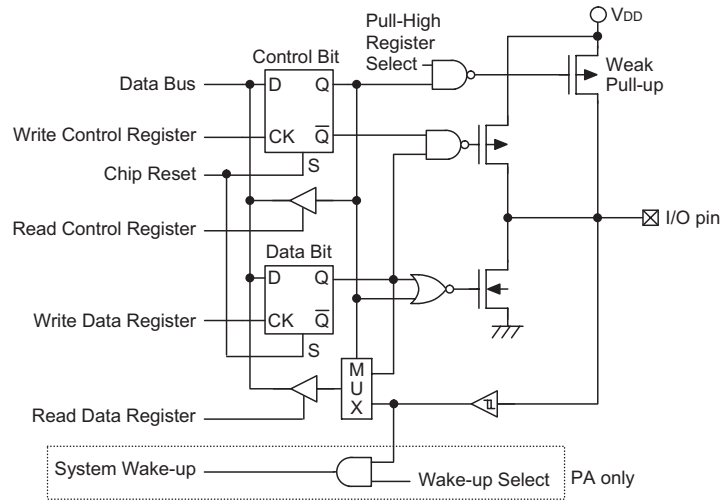 VDD
Pull-High
Register
Select
Control Bit
Weak
Pull-up
Data Bus
D
Q
Write Control Register
CK
Q
S
Chip Reset
I/O pin
Read Control Register
Data Bit
D
Q
Write Data Register
CK
Q
S
M
U
X
Read Data Register
System Wake-up
Wake-up Select
PA only